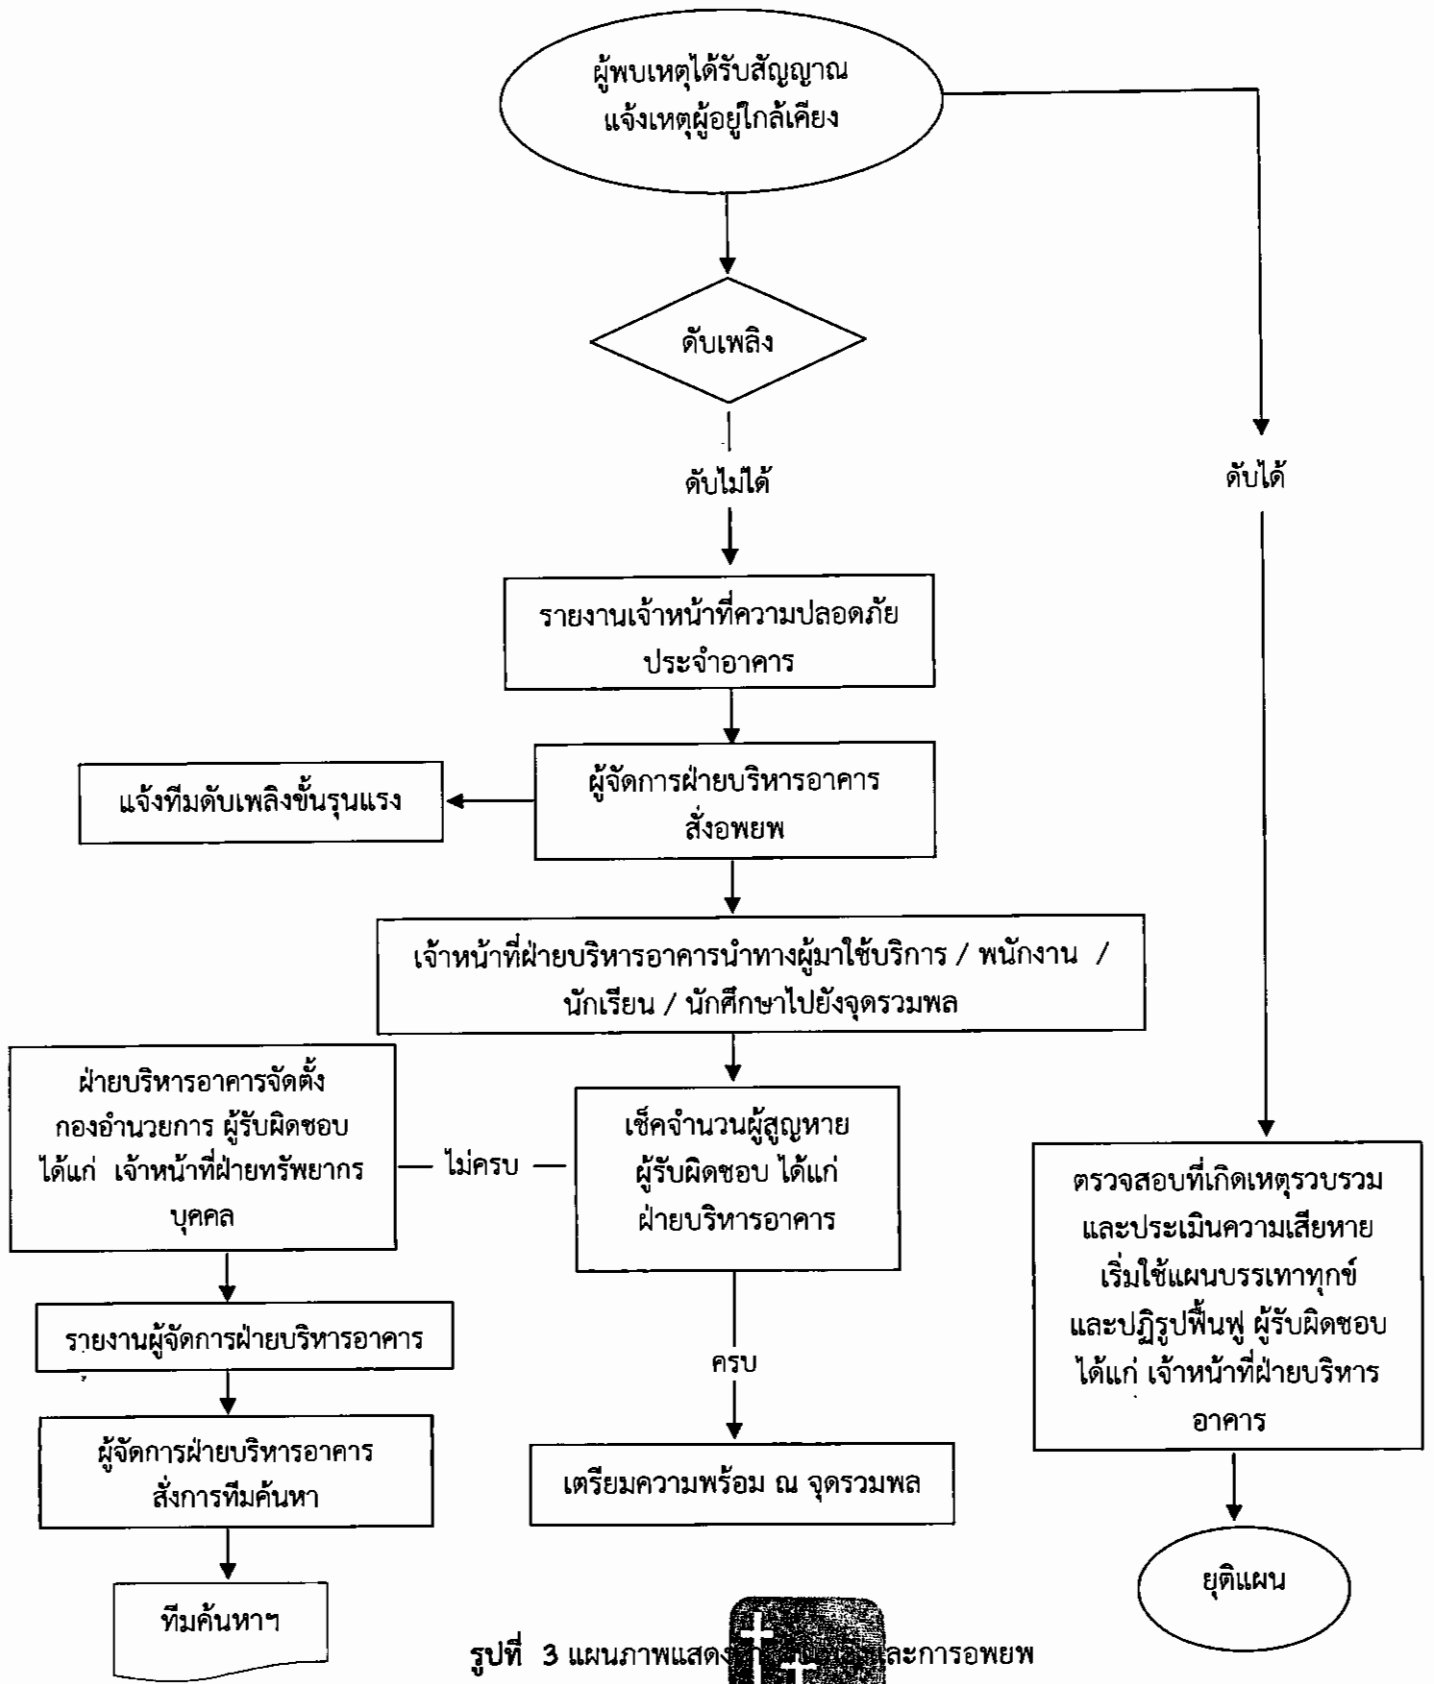 ผู้พบเหตุได้รับสัญญาณ
แจ้งเหตุผู้อยู่ใกล้เคียง
ดับเพลิง
ดับไม่ได้
ดับได้
รายงานเจ้าหน้าที่ความปลอดภัย
ประจำอาคาร
ผู้จัดการฝ่ายบริหารอาคาร
สั่งอพยพ
แจ้งทีมดับเพลิงขั้นรุนแรง
เจ้าหน้าที่ฝ่ายบริหารอาคารนำทางผู้มาใช้บริการ / พนักงาน /
นักเรียน / นักศึกษาไปยังจุดรวมพล
ฝ่ายบริหารอาคารจัดตั้ง
กองอำนวยการ ผู้รับผิดชอบ
ได้แก่ เจ้าหน้าที่ฝ่ายทรัพยากร
บุคคล
ไม่ครบ
เช็คจำนวนผู้สูญหาย
ผู้รับผิดชอบ ได้แก่
ฝ่ายบริหารอาคาร
ตรวจสอบที่เกิดเหตุรวบรวม
และประเมินความเสียหาย
เริ่มใช้แผนบรรเทาทุกข์
และปฏิรูปฟื้นฟู ผู้รับผิดชอบ
ได้แก่ เจ้าหน้าที่ฝ่ายบริหาร
อาคาร
รายงานผู้จัดการฝ่ายบริหารอาคาร
ครบ
ผู้จัดการฝ่ายบริหารอาคาร
สั่งการทีมค้นหา
เตรียมความพร้อม ณ จุดรวมพล
ยุติแผน
ทีมค้นหาฯ
รูปที่ 3 แผนภาพแสดง และการอพยพ